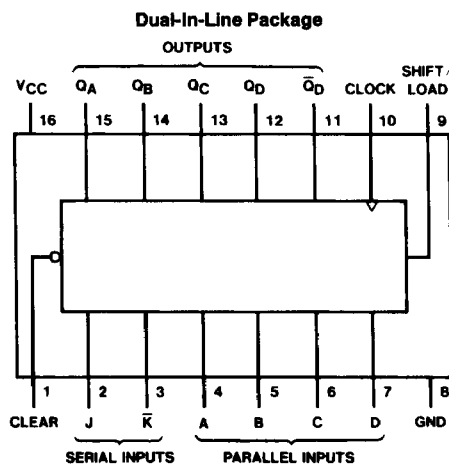 Dual-In-Line Package
OUTPUTS
VCC QA QB QC QD Q̅D CLOCK SHIFT/
LOAD
16 15 14 13 12 11 10 9
1 2 3 4 5 6 7 8
CLEAR J K̅ A B C D GND
SERIAL INPUTS PARALLEL INPUTS